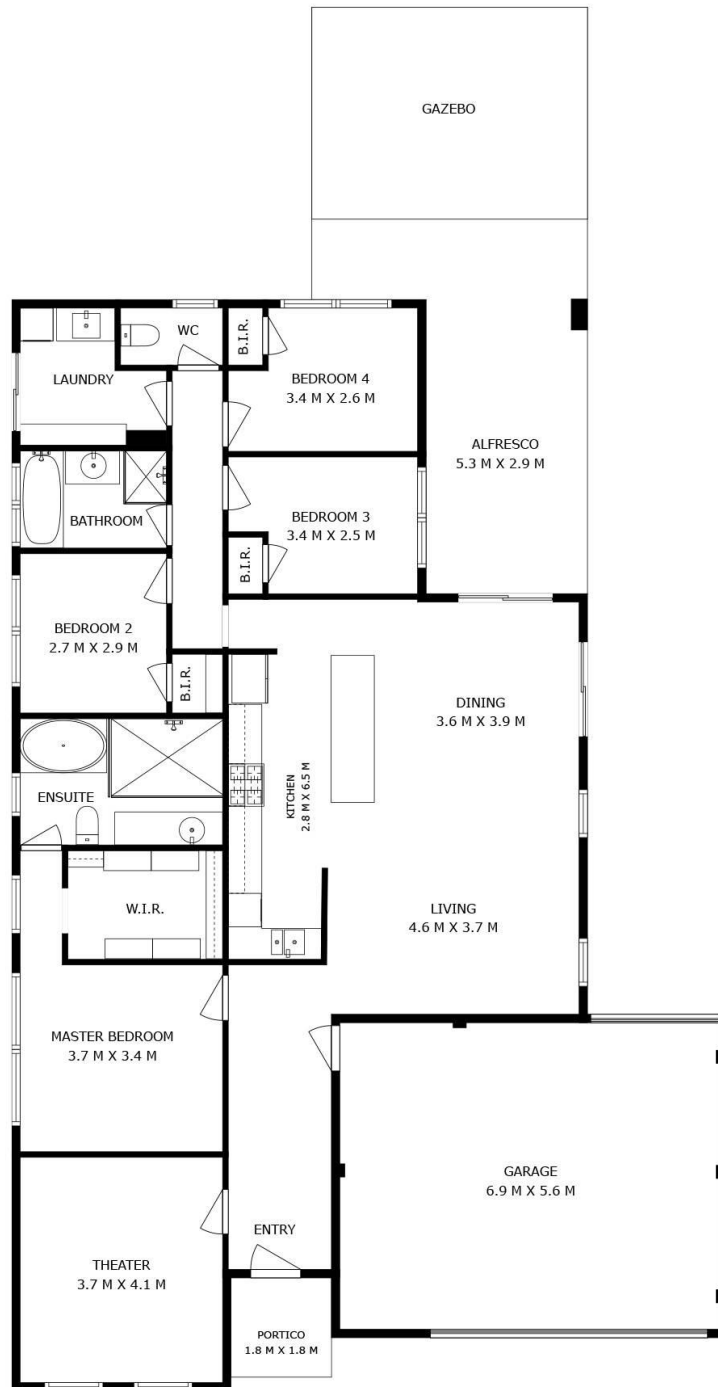 GAZEBO
WC
B.I.R.
LAUNDRY
BEDROOM 4
3.4 M X 2.6 M
ALFRESCO
5.3 M X 2.9 M
BATHROOM
BEDROOM 3
3.4 M X 2.5 M
B.I.R.
BEDROOM 2
2.7 M X 2.9 M
B.I.R.
DINING
3.6 M X 3.9 M
KITCHEN
2.8 M X 6.5 M
ENSUITE
W.I.R.
LIVING
4.6 M X 3.7 M
MASTER BEDROOM
3.7 M X 3.4 M
GARAGE
6.9 M X 5.6 M
ENTRY
THEATER
3.7 M X 4.1 M
PORTICO
1.8 M X 1.8 M